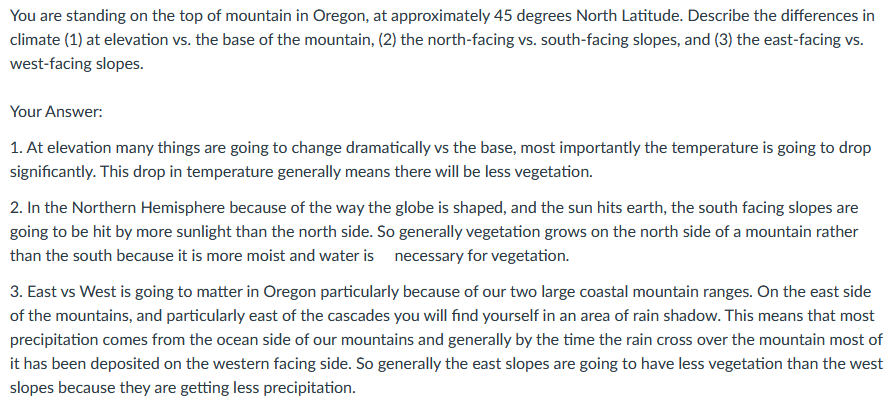 You are standing on the top of mountain in Oregon, at approximately 45 degrees North Latitude. Describe the differences in
climate (1) at elevation vs. the base of the mountain, (2) the north-facing vs. south-facing slopes, and (3) the east-facing vs.
west-facing slopes.
Your Answer:
1. At elevation many things are going to change dramatically vs the base, most importantly the temperature is going to drop
significantly. This drop in temperature generally means there will be less vegetation.
2. In the Northern Hemisphere because of the way the globe is shaped, and the sun hits earth, the south facing slopes are
going to be hit by more sunlight than the north side. So generally vegetation grows on the north side of a mountain rather
than the south because it is more moist and water is necessary for vegetation.
3. East vs West is going to matter in Oregon particularly because of our two large coastal mountain ranges. On the east side
of the mountains, and particularly east of the cascades you will find yourself in an area of rain shadow. This means that most
precipitation comes from the ocean side of our mountains and generally by the time the rain cross over the mountain most of
it has been deposited on the western facing side. So generally the east slopes are going to have less vegetation than the west
slopes because they are getting less precipitation.